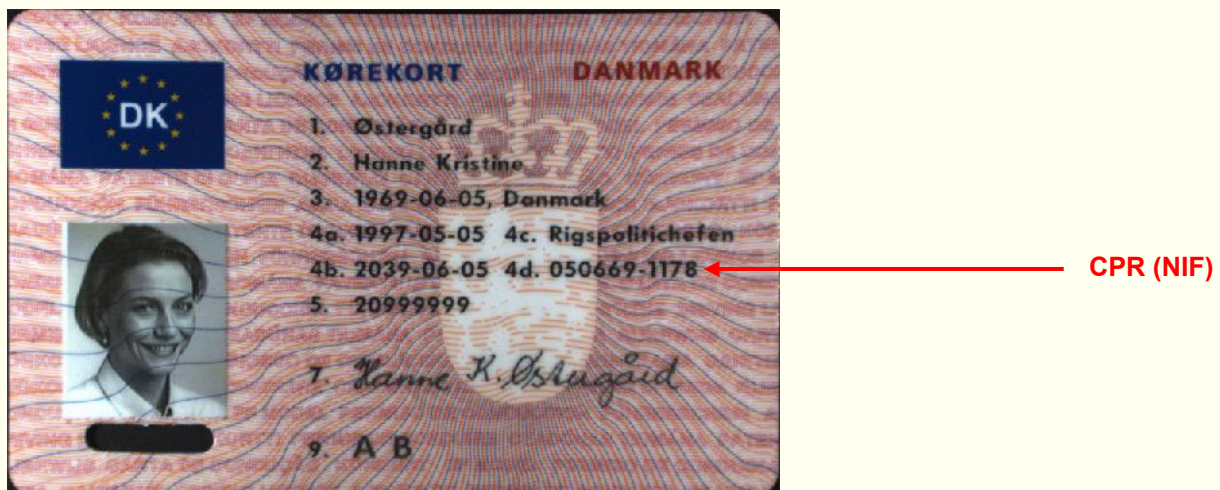 KØREKORT DANMARK
DK
1. Østergård
2. Hanne Kristine
3. 1969-06-05, Danmark
4a. 1997-05-05 4c. Rigspolitichefen
4b. 2039-06-05 4d. 050669-1178
CPR (NIF)
5. 20999999
7. Hanne K. Østergård
9. A B